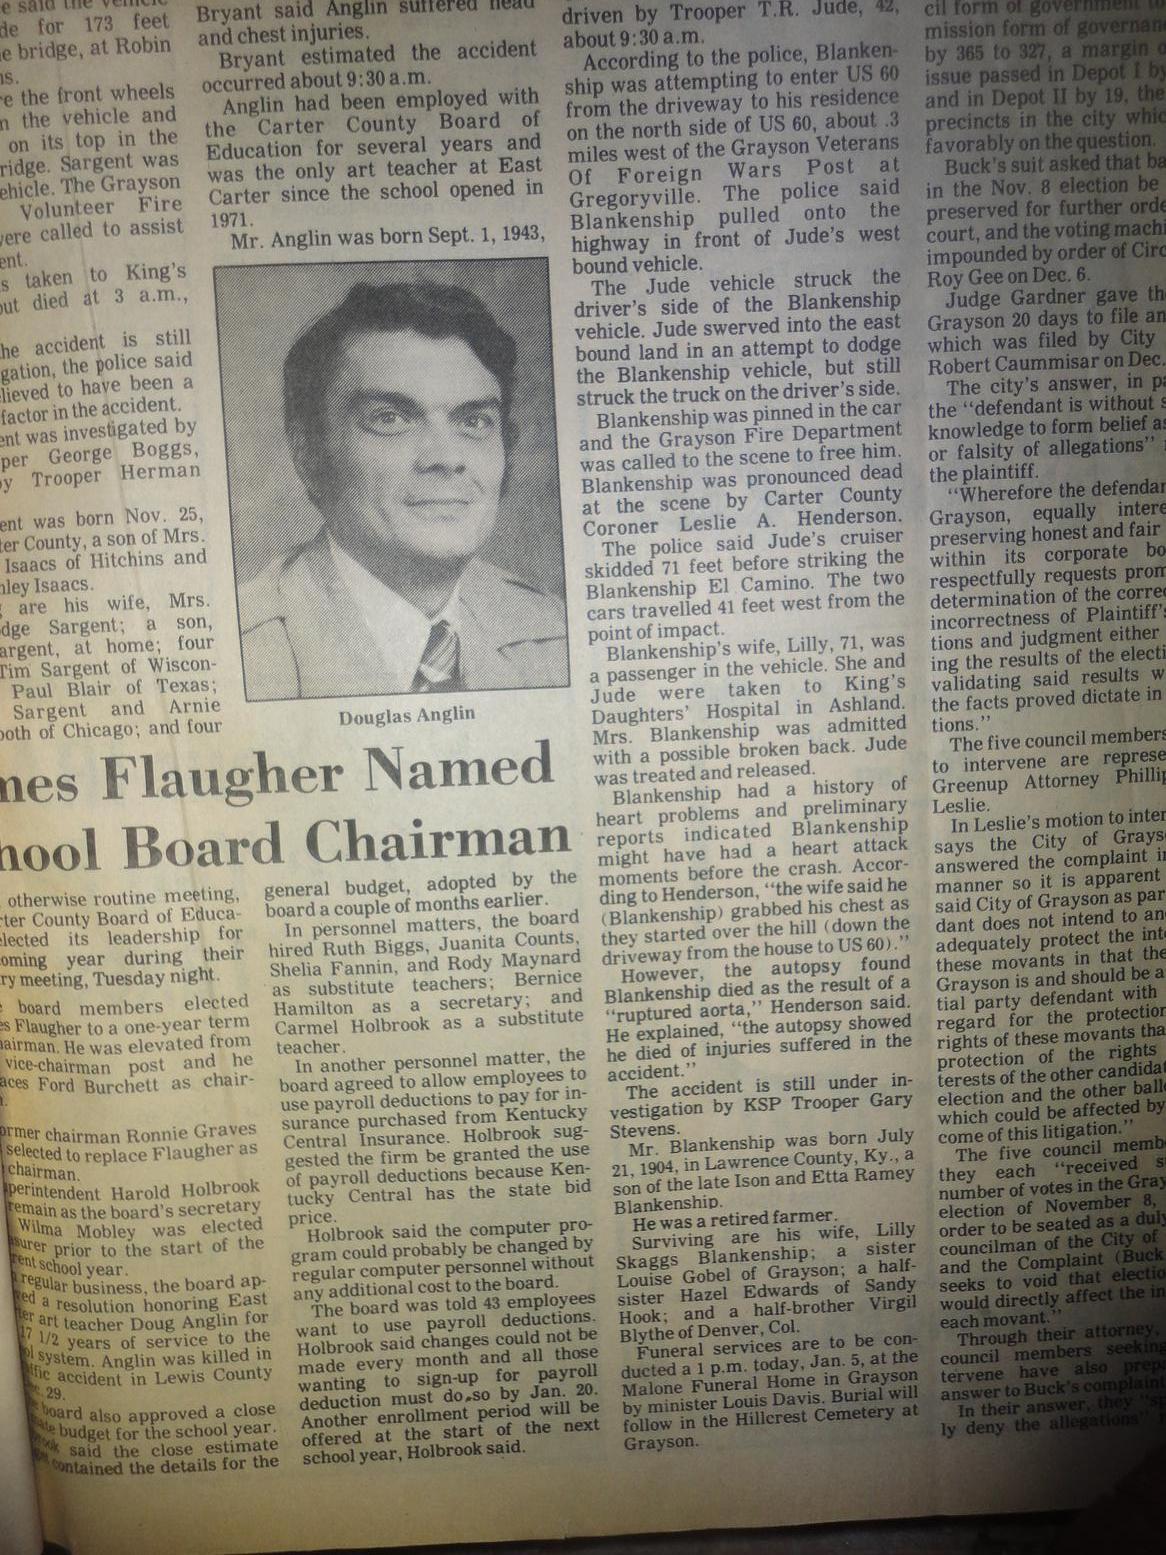 de for 173 feet
e bridge, at Robin
ns.
e the front wheels
n the vehicle and
on its top in the
ridge. Sargent was
ehicle. The Grayson
Volunteer Fire
were called to assist
ent.
s taken to King's
out died at 3 a.m.,
he accident is still
gation, the police said
lieved to have been a
factor in the accident.
ent was investigated by
per George Boggs,
by Trooper Herman
ent was born Nov. 25,
ter County, a son of Mrs.
Isaacs of Hitchins and
nley Isaacs.
are his wife, Mrs.
dge Sargent; a son,
argent, at home; four
Tim Sargent of Wiscon-
Paul Blair of Texas;
Sargent and Arnie
both of Chicago; and four
Bryant said Anglin suffered head
and chest injuries.
Bryant estimated the accident
occurred about 9:30 a.m.
Anglin had been employed with
the Carter County Board of
Education for several years and
was the only art teacher at East
Carter since the school opened in
1971.
Mr. Anglin was born Sept. 1, 1943,
Douglas Anglin
mes Flaugher Named
hool Board Chairman
otherwise routine meeting,
rter County Board of Educa-
elected its leadership for
oming year during their
ry meeting, Tuesday night.
board members elected
es Flaugher to a one-year term
hairman. He was elevated from
vice-chairman post and he
aces Ford Burchett as chair-
ormer chairman Ronnie Graves
selected to replace Flaugher as
chairman.
perintendent Harold Holbrook
remain as the board's secretary
Wilma Mobley was elected
surer prior to the start of the
rent school year.
regular business, the board ap-
ed a resolution honoring East
ter art teacher Doug Anglin for
17 1/2 years of service to the
ol system. Anglin was killed in
ffic accident in Lewis County
29.
board also approved a close
budget for the school year.
said the close estimate
contained the details for the
general budget, adopted by the
board a couple of months earlier.
In personnel matters, the board
hired Ruth Biggs, Juanita Counts,
Shelia Fannin, and Rody Maynard
as substitute teachers; Bernice
Hamilton as a secretary; and
Carmel Holbrook as a substitute
teacher.
In another personnel matter, the
board agreed to allow employees to
use payroll deductions to pay for in-
surance purchased from Kentucky
Central Insurance. Holbrook sug-
gested the firm be granted the use
of payroll deductions because Ken-
tucky Central has the state bid
price.
Holbrook said the computer pro-
gram could probably be changed by
regular computer personnel without
any additional cost to the board.
The board was told 43 employees
want to use payroll deductions.
Holbrook said changes could not be
made every month and all those
wanting to sign-up for payroll
deduction must do so by Jan. 20.
Another enrollment period will be
offered at the start of the next
school year, Holbrook said.
driven by Trooper T.R. Jude, 42,
about 9:30 a.m.
According to the police, Blanken-
ship was attempting to enter US 60
from the driveway to his residence
on the north side of US 60, about .3
miles west of the Grayson Veterans
Of Foreign Wars Post at
Gregoryville. The police said
Blankenship pulled onto the
highway in front of Jude's west
bound vehicle.
The Jude vehicle struck the
driver's side of the Blankenship
vehicle. Jude swerved into the east
bound land in an attempt to dodge
the Blankenship vehicle, but still
struck the truck on the driver's side.
Blankenship was pinned in the car
and the Grayson Fire Department
was called to the scene to free him.
Blankenship was pronounced dead
at the scene by Carter County
Coroner Leslie A. Henderson.
The police said Jude's cruiser
skidded 71 feet before striking the
Blankenship El Camino. The two
cars travelled 41 feet west from the
point of impact.
Blankenship's wife, Lilly, 71, was
a passenger in the vehicle. She and
Jude were taken to King's
Daughters' Hospital in Ashland.
Mrs. Blankenship was admitted
with a possible broken back. Jude
was treated and released.
Blankenship had a history of
heart problems and preliminary
reports indicated Blankenship
might have had a heart attack
moments before the crash. Accor-
ding to Henderson, "the wife said he
(Blankenship) grabbed his chest as
they started over the hill (down the
driveway from the house to US 60)."
However, the autopsy found
Blankenship died as the result of a
"ruptured aorta," Henderson said.
He explained, "the autopsy showed
he died of injuries suffered in the
accident."
The accident is still under in-
vestigation by KSP Trooper Gary
Stevens.
Mr. Blankenship was born July
21, 1904, in Lawrence County, Ky., a
son of the late Ison and Etta Ramey
Blankenship.
He was a retired farmer.
Surviving are his wife, Lilly
Skaggs Blankenship; a sister
Louise Gobel of Grayson; a half-
sister Hazel Edwards of Sandy
Hook; and a half-brother Virgil
Blythe of Denver, Col.
Funeral services are to be con-
ducted a 1 p.m. today, Jan. 5, at the
Malone Funeral Home in Grayson
by minister Louis Davis. Burial will
follow in the Hillcrest Cemetery at
Grayson.
cil form of government to
mission form of governan
by 365 to 327, a margin o
issue passed in Depot I by
and in Depot II by 19, the
precincts in the city whic
favorably on the question.
Buck's suit asked that ba
in the Nov. 8 election be
preserved for further orde
court, and the voting machi
impounded by order of Circ
Roy Gee on Dec. 6.
Judge Gardner gave th
Grayson 20 days to file an
which was filed by City
Robert Caummisar on Dec.
The city's answer, in pa
the "defendant is without s
knowledge to form belief as
or falsity of allegations"
the plaintiff.
"Wherefore the defendan
Grayson, equally intere
preserving honest and fair
within its corporate bo
respectfully requests prom
determination of the correc
incorrectness of Plaintiff's
tions and judgment either
ing the results of the electi
validating said results w
the facts proved dictate in
tions."
The five council members
to intervene are represe
Greenup Attorney Phillip
Leslie.
In Leslie's motion to inter
says the City of Grays
answered the complaint i
manner so it is apparent
said City of Grayson as par
dant does not intend to an
adequately protect the inte
these movants in that the
Grayson is and should be a
tial party defendant with
regard for the protection
rights of these movants tha
protection of the rights
terests of the other candidat
election and the other ball
which could be affected by
come of this litigation."
The five council memb
they each "received s
number of votes in the Gray
election of November 8,
order to be seated as a duly
councilman of the City of
and the Complaint (Buck
seeks to void that electio
would directly affect the in
each movant."
Through their attorney,
council members seeking
tervene have also prep
answer to Buck's complaint
In their answer, they "sp
ly deny the allegations"